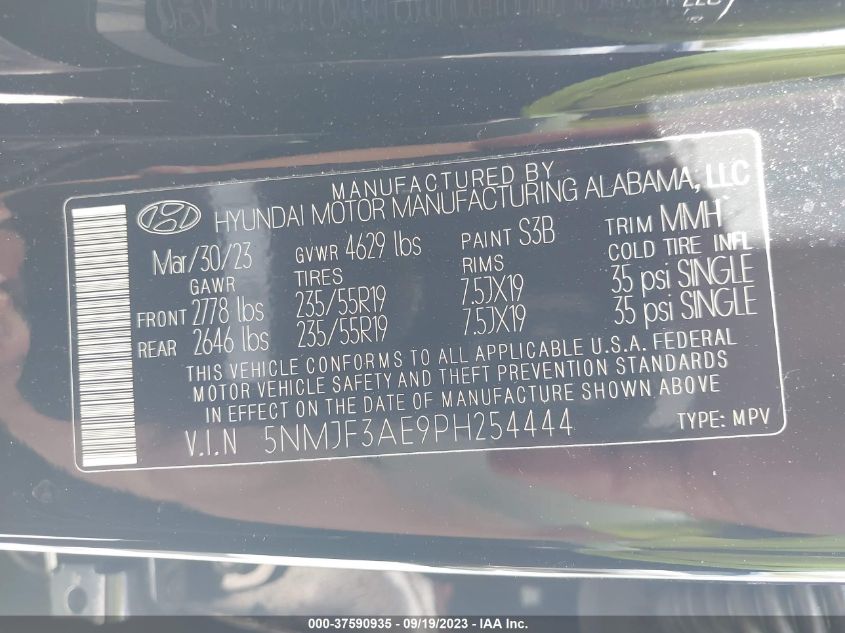 MANUFACTURED BY
HYUNDAI MOTOR MANUFACTURING ALABAMA, LLC
Mar/30/23 GVWR 4629 lbs PAINT S3B TRIM MMH
GAWR TIRES RIMS COLD TIRE INFL
FRONT 2778 lbs 235/55R19 7.5JX19 35 psi SINGLE
REAR 2646 lbs 235/55R19 7.5JX19 35 psi SINGLE
THIS VEHICLE CONFORMS TO ALL APPLICABLE U.S.A. FEDERAL
MOTOR VEHICLE SAFETY AND THEFT PREVENTION STANDARDS
IN EFFECT ON THE DATE OF MANUFACTURE SHOWN ABOVE
V.I.N 5NMJF3AE9PH254444 TYPE: MPV
000-37590935 - 09/19/2023 - IAA Inc.